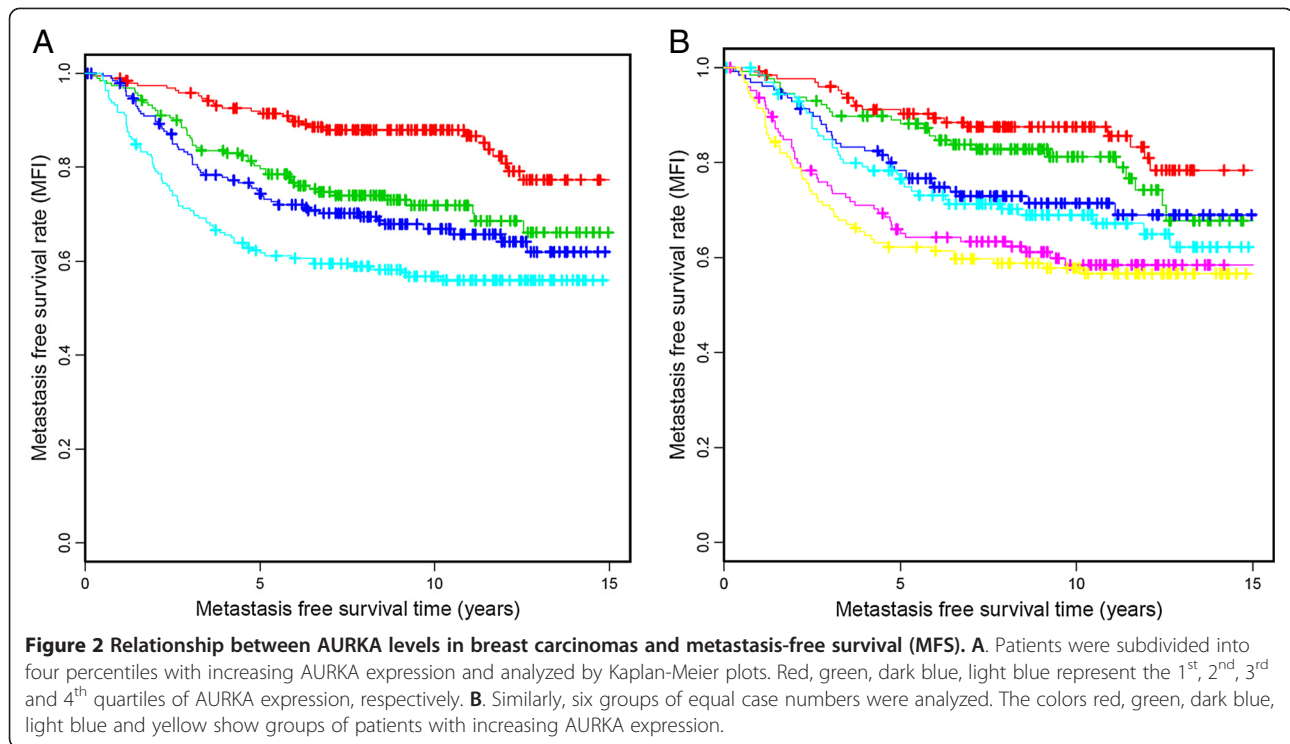 A
Metastasis free survival rate (MFI)
1.0
0.8
0.6
0.4
0.2
0.0
0 5 10 15
Metastasis free survival time (years)
B
Metastasis free survival rate (MFI)
1.0
0.8
0.6
0.4
0.2
0.0
0 5 10 15
Metastasis free survival time (years)
Figure 2 Relationship between AURKA levels in breast carcinomas and metastasis-free survival (MFS). A. Patients were subdivided into
four percentiles with increasing AURKA expression and analyzed by Kaplan-Meier plots. Red, green, dark blue, light blue represent the 1st, 2nd, 3rd
and 4th quartiles of AURKA expression, respectively. B. Similarly, six groups of equal case numbers were analyzed. The colors red, green, dark blue,
light blue and yellow show groups of patients with increasing AURKA expression.